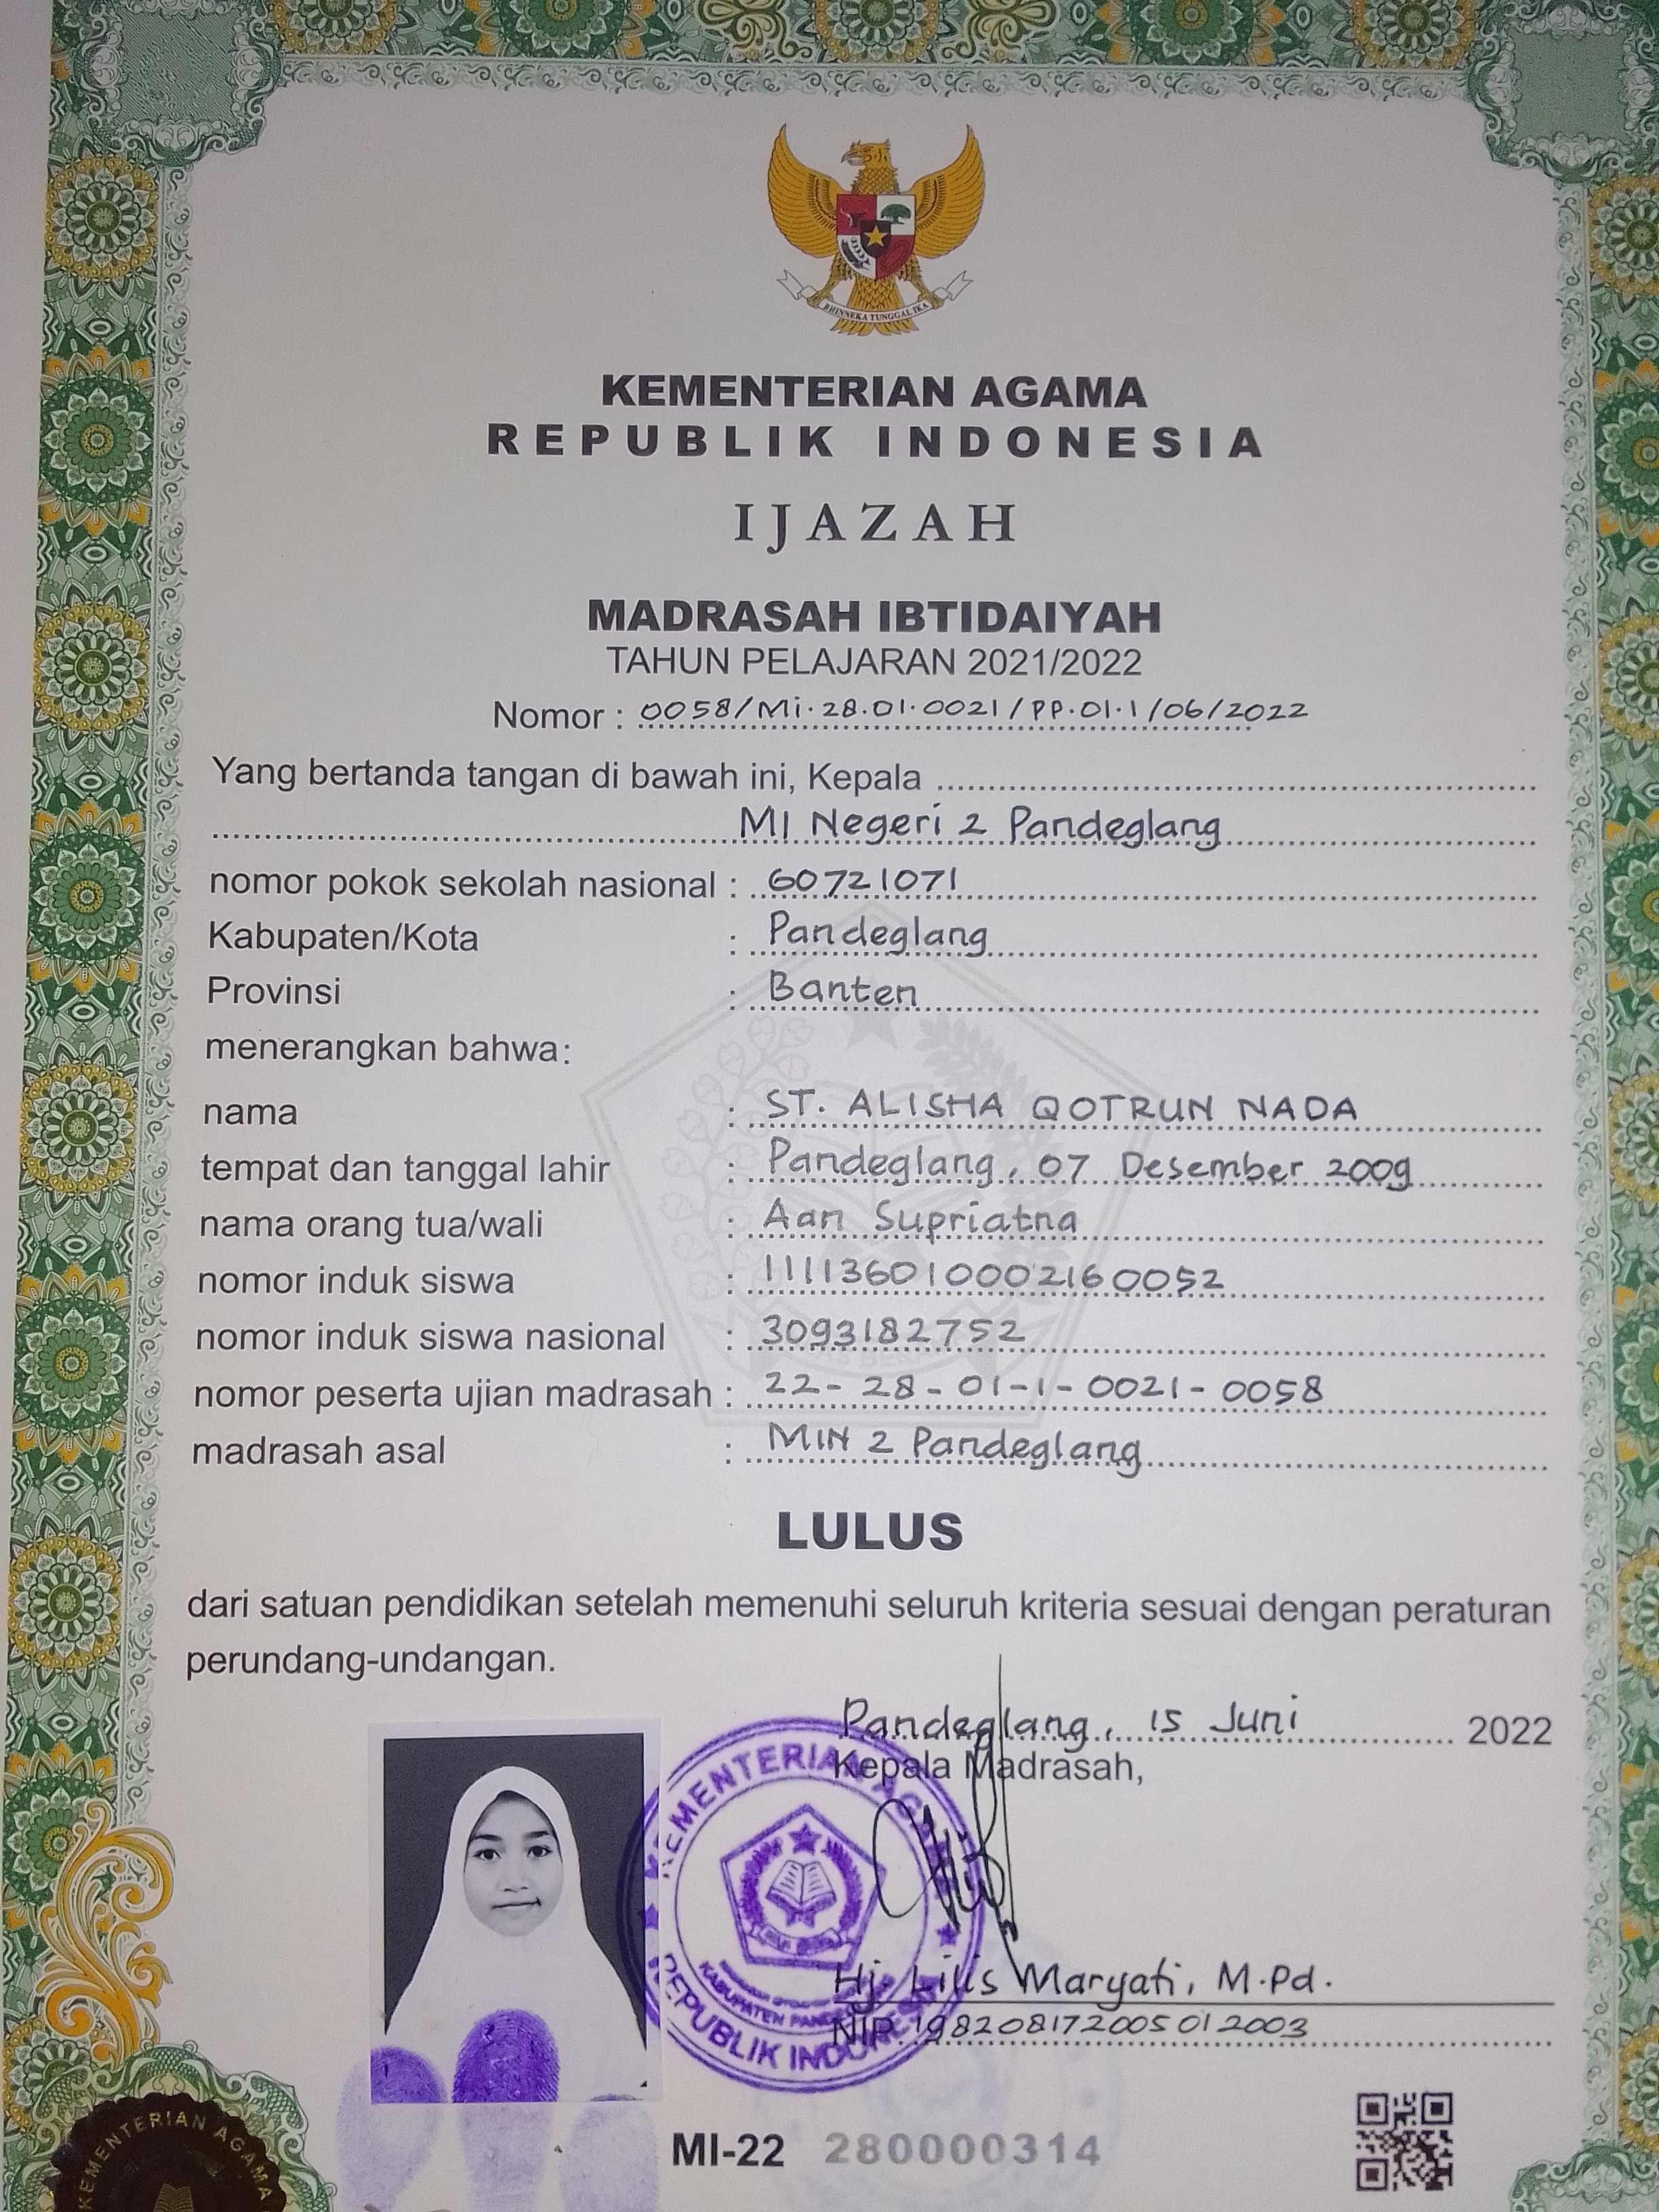 BHINNEKA TUNGGAL IKA
KEMENTERIAN AGAMA
REPUBLIK INDONESIA
IJAZAH
MADRASAH IBTIDAIYAH
TAHUN PELAJARAN 2021/2022
Nomor : 0058/Mi.28.01.0021/PP.01.1/06/2022
Yang bertanda tangan di bawah ini, Kepala
MI Negeri 2 Pandeglang
nomor pokok sekolah nasional : 60721071
Kabupaten/Kota : Pandeglang
Provinsi : Banten
menerangkan bahwa:
nama : ST. ALISHA QOTRUN NADA
tempat dan tanggal lahir : Pandeglang, 07 Desember 2009
nama orang tua/wali : Aan Supriatna
nomor induk siswa : 111136010002160052
nomor induk siswa nasional : 3093182752
nomor peserta ujian madrasah : 22-28-01-1-0021-0058
madrasah asal : MIN 2 Pandeglang
LULUS
dari satuan pendidikan setelah memenuhi seluruh kriteria sesuai dengan peraturan
perundang-undangan.
Pandeglang, 15 Juni 2022
Kepala Madrasah,
KEMENTERIAN AGAMA
REPUBLIK INDONESIA
Hj. Lilis Maryati, M.Pd.
NIP. 198208172005012003
MI-22 280000314
KEMENTERIAN AGAMA